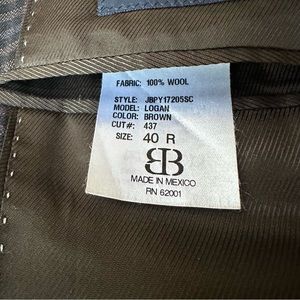 FABRIC: 100% WOOL
STYLE: JBPY17205SC
MODEL: LOGAN
COLOR: BROWN
CUT#: 437
SIZE: 40 R
BB
MADE IN MEXICO
RN 62001